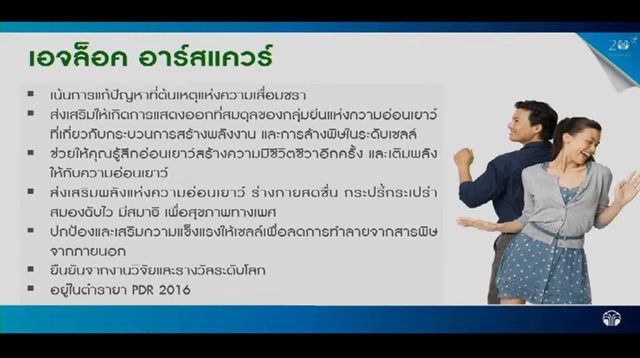 เอจล็อค อาร์สแควร์
เน้นการแก้ปัญหาที่ต้นเหตุแห่งความเสื่อมชรา
ส่งเสริมให้เกิดการแสดงออกที่สมดุลของกลุ่มยีนแห่งความอ่อนเยาว์
ที่เกี่ยวกับกระบวนการสร้างพลังงาน และการล้างพิษในระดับเซลล์
ช่วยให้คุณรู้สึกอ่อนเยาว์สร้างความมีชีวิตชีวาอีกครั้ง และเติมพลัง
ให้กับความอ่อนเยาว์
ส่งเสริมพลังแห่งความอ่อนเยาว์ ร่างกายสดชื่น กระปรี้กระเปร่า
สมองฉับไว มีสมาธิ เพื่อสุขภาพทางเพศ
ปกป้องและเสริมความแข็งแรงให้เซลล์เพื่อลดการทำลายจากสารพิษ
จากภายนอก
ยืนยันจากงานวิจัยและรางวัลระดับโลก
อยู่ในตำรายา PDR 2016